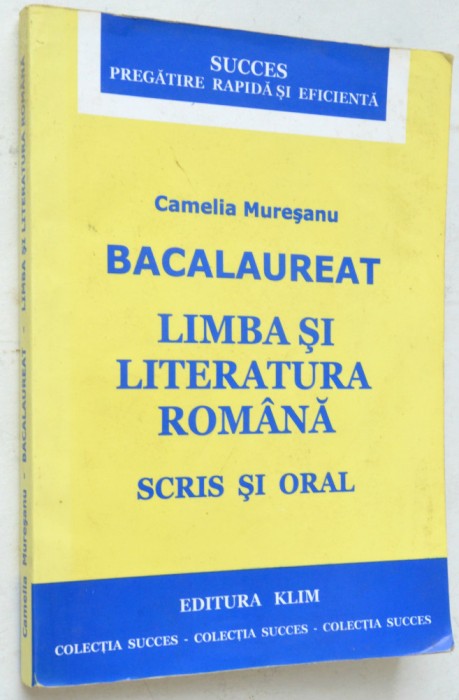 SUCCES
PREGĂTIRE RAPIDĂ ŞI EFICIENTĂ
Camelia Mureşanu
BACALAUREAT
LIMBA ŞI
LITERATURA
ROMÂNĂ
SCRIS ŞI ORAL
EDITURA KLIM
COLECŢIA SUCCES - COLECŢIA SUCCES - COLECŢIA SUCCES
Camelia Mureşanu - BACALAUREAT - LIMBA ŞI LITERATURA ROMÂNĂ